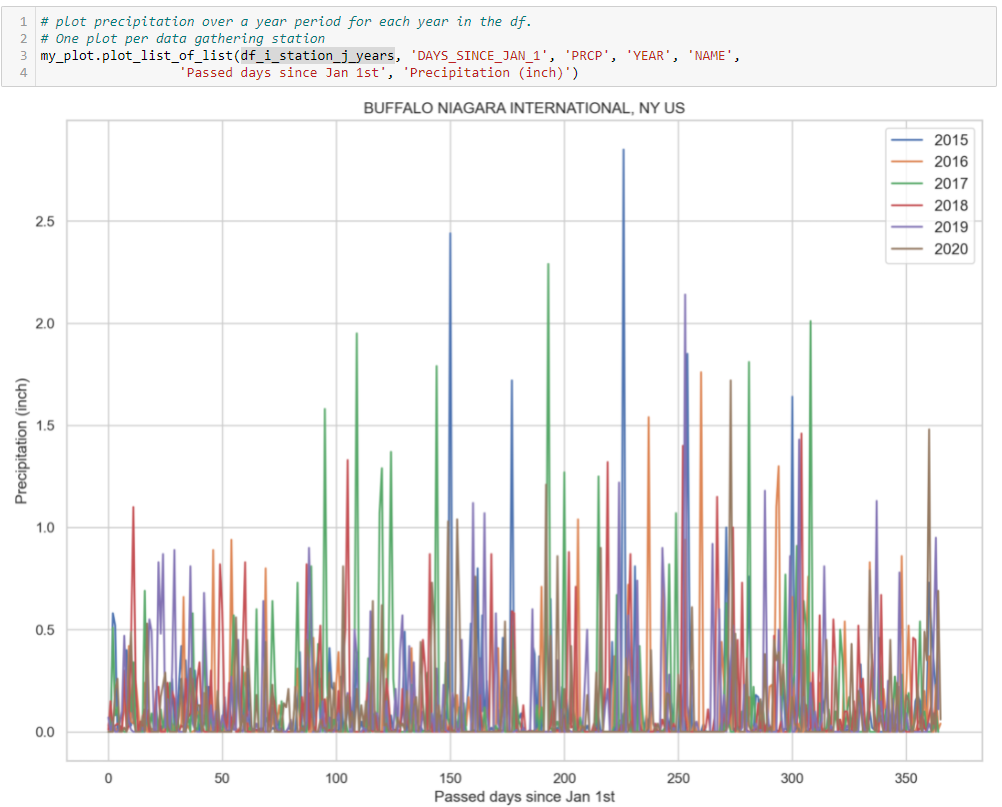 1 # plot precipitation over a year period for each year in the df.
2 # One plot per data gathering station
3 my_plot.plot_list_of_list(df_i_station_j_years, 'DAYS_SINCE_JAN_1', 'PRCP', 'YEAR', 'NAME',
4 'Passed days since Jan 1st', 'Precipitation (inch)')
BUFFALO NIAGARA INTERNATIONAL, NY US
2015
2016
2017
2018
2019
2020
2.5
2.0
1.5
1.0
0.5
0.0
Precipitation (inch)
0 50 100 150 200 250 300 350
Passed days since Jan 1st